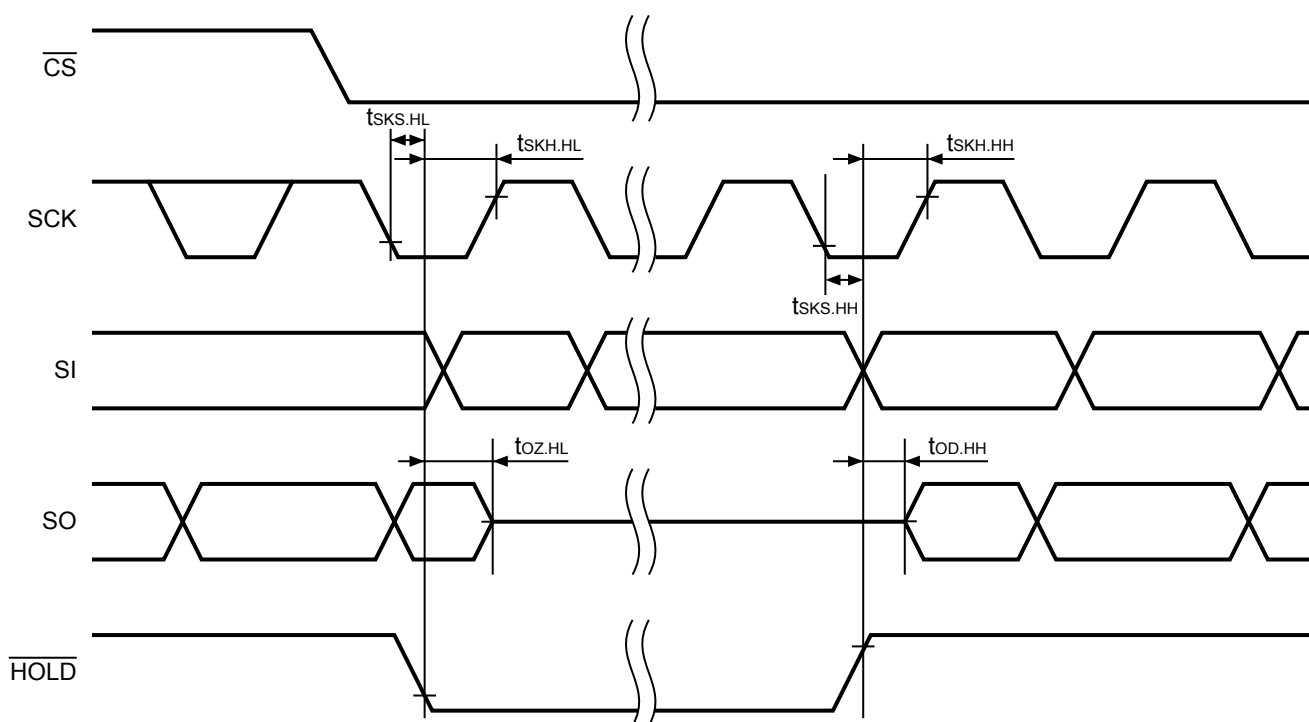 CS
tSKS.HL
tSKH.HL
tSKH.HH
SCK
tSKS.HH
SI
tOZ.HL
tOD.HH
SO
HOLD